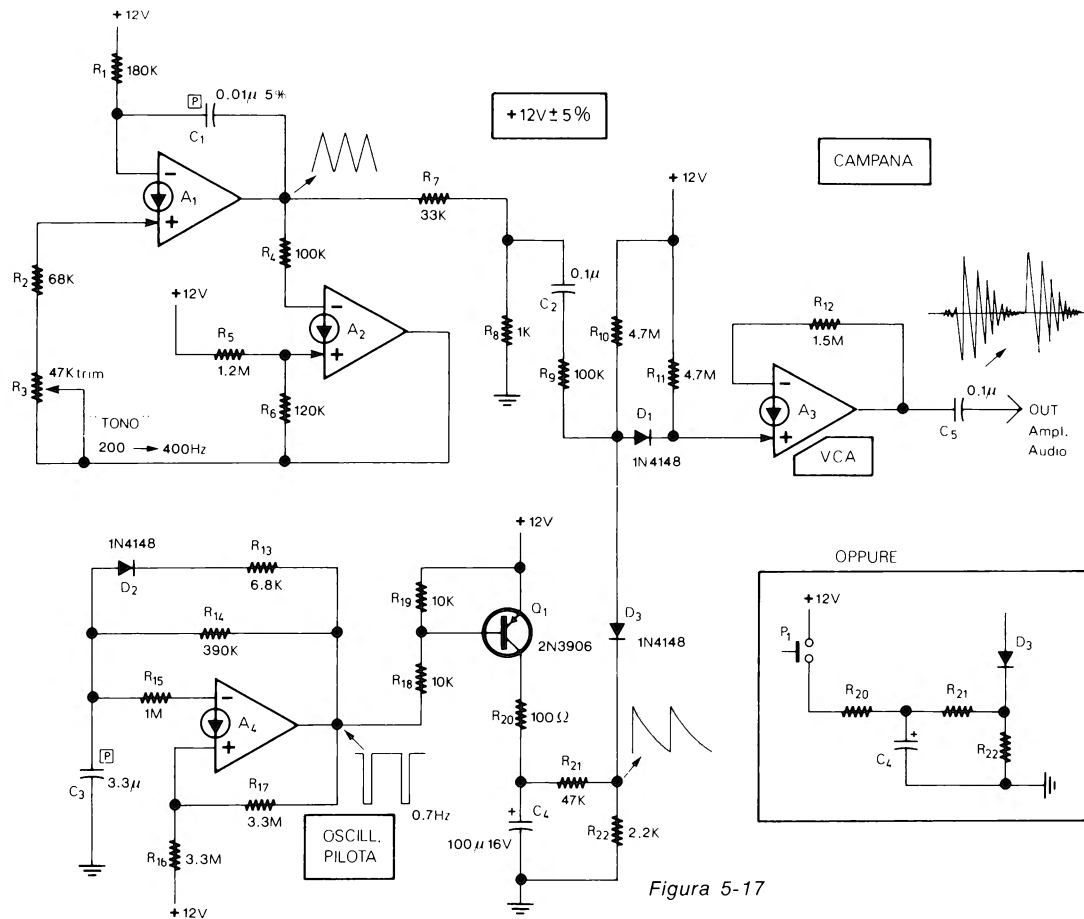 +12V
R1
180K
P
0.01µ 5%
C1
+12V ± 5%
CAMPANA
A1
R7
33K
R2
68K
R4
100K
+12V
R5
1.2M
A2
R6
120K
R3
47K trim
"TONO"
200 → 400Hz
R8
1K
0.1µ
C2
R9
100K
+12V
R10
4.7M
R11
4.7M
D1
1N4148
R12
1.5M
A3
VCA
0.1µ
C5
OUT
Ampl.
Audio
1N4148
D2
R13
6.8K
R14
390K
R15
1M
A4
P
3.3µ
C3
R17
3.3M
R16
3.3M
+12V
OSCILL.
PILOTA
0.7Hz
+12V
R19
10K
Q1
2N3906
R18
10K
R20
100Ω
D3
1N4148
R21
47K
C4
+
100µ 16V
R22
2.2K
OPPURE
+12V
P1
D3
R20
R21
C4
+
R22
Figura 5-17